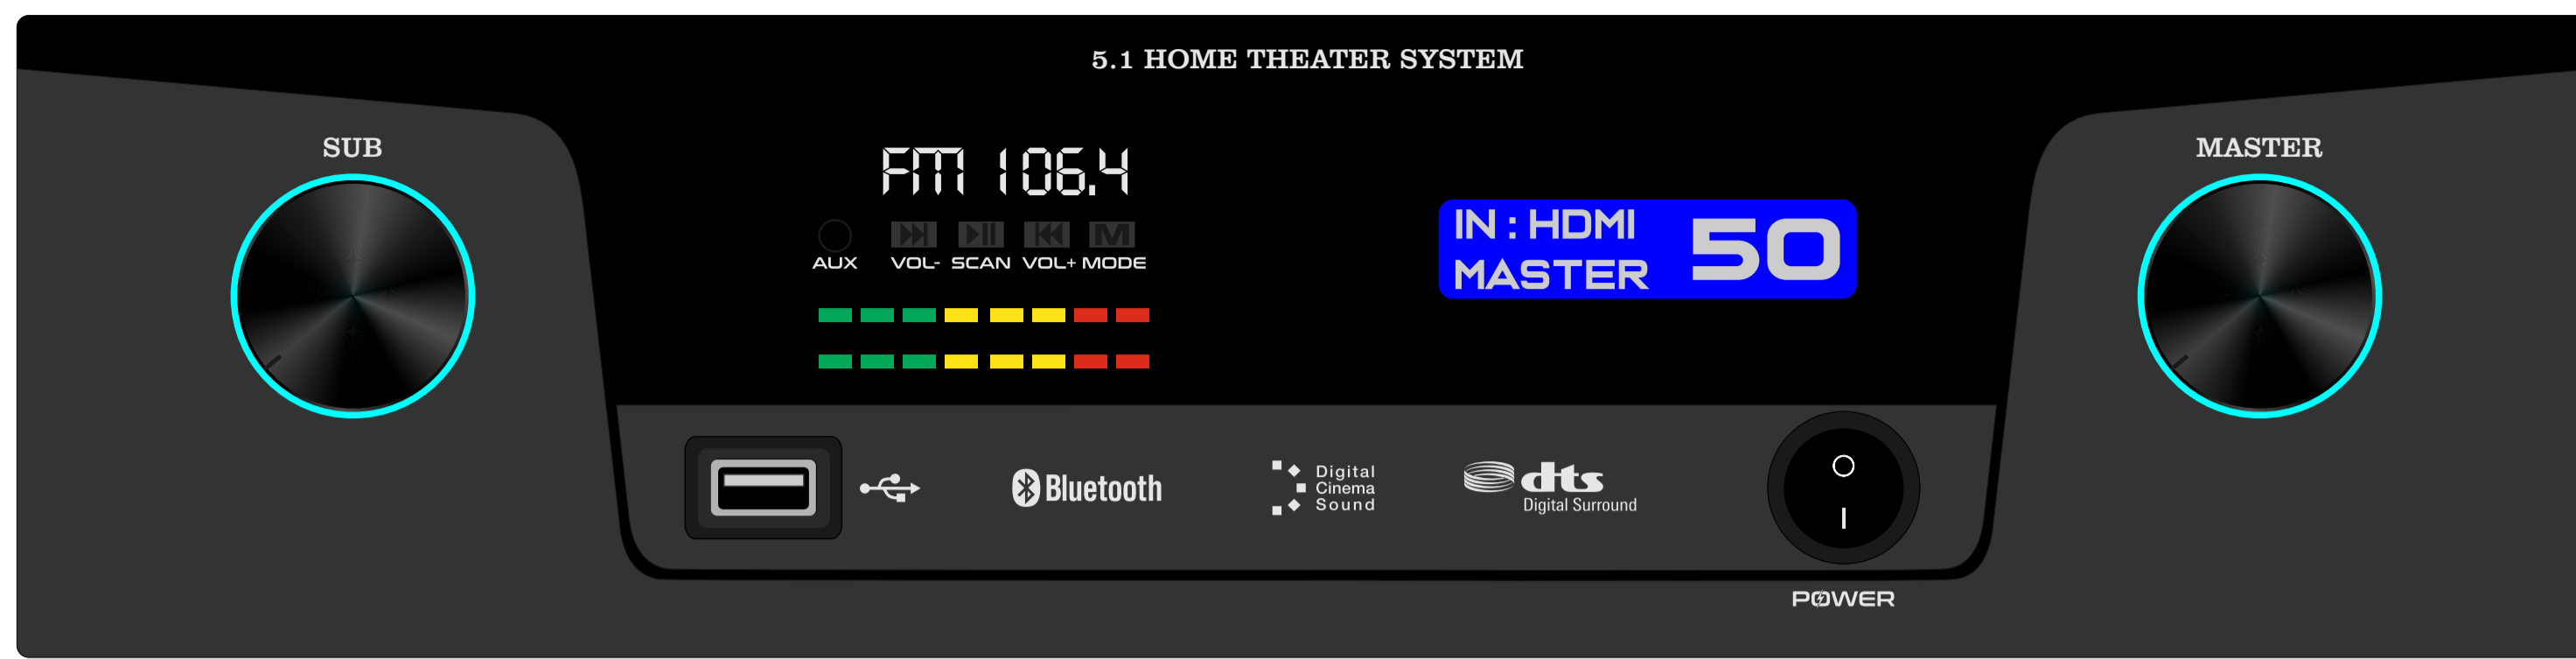 5.1 HOME THEATER SYSTEM
SUB
MASTER
FM 106.4
IN : HDMI
MASTER
50
M
AUX VOL- SCAN VOL+ MODE
Bluetooth
Digital
Cinema
Sound
dts
Digital Surround
POWER